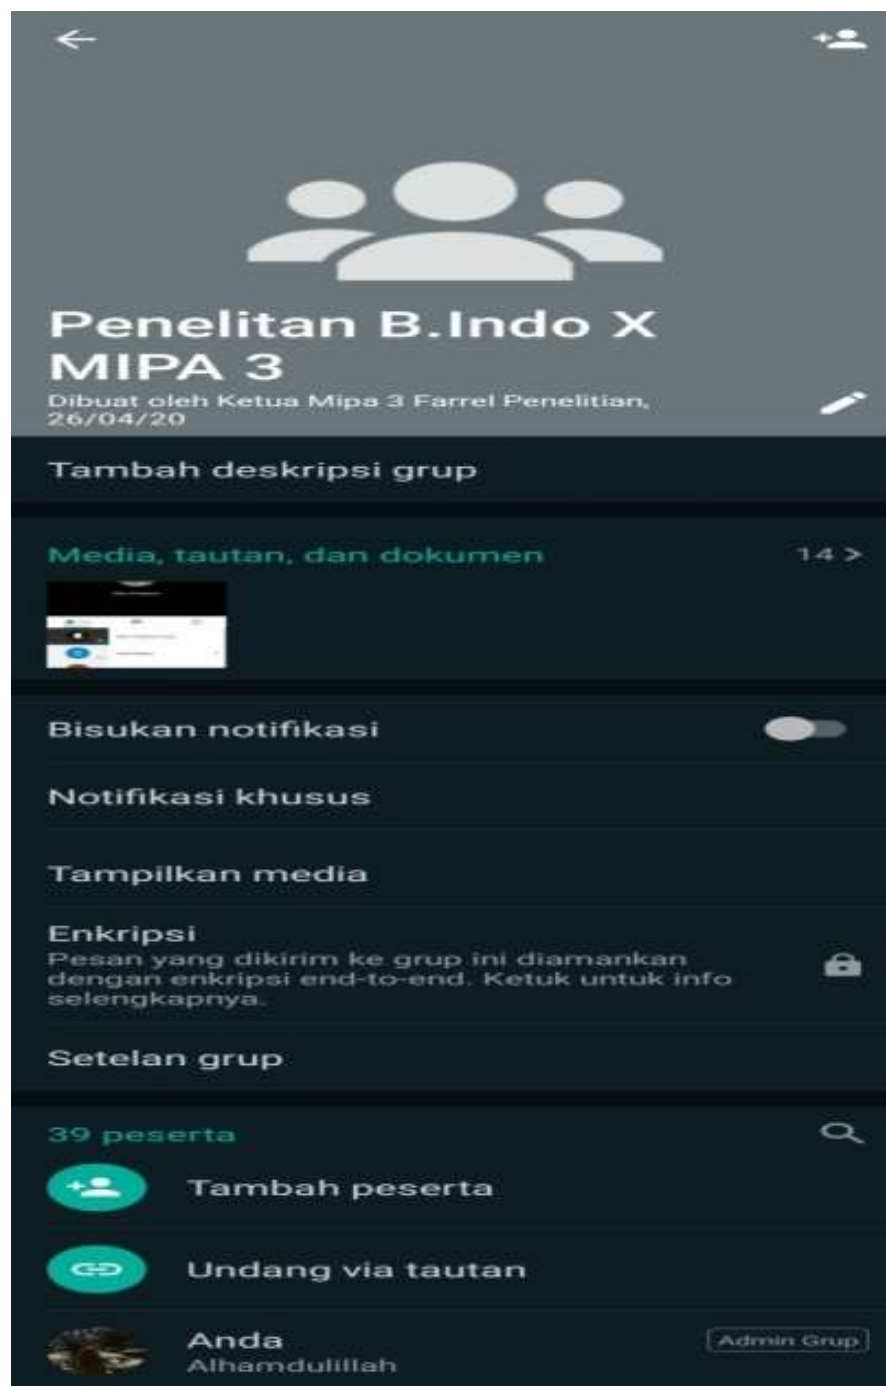 Penelitan B.Indo X
MIPA 3
Dibuat oleh Ketua Mipa 3 Farrel Penelitian,
26/04/20
Tambah deskripsi grup
Media, tautan, dan dokumen
14 >
Bisukan notifikasi
Notifikasi khusus
Tampilkan media
Enkripsi
Pesan yang dikirim ke grup ini diamankan
dengan enkripsi end-to-end. Ketuk untuk info
selengkapnya.
Setelan grup
39 peserta
Tambah peserta
Undang via tautan
Anda
Admin Grup
Alhamdulillah